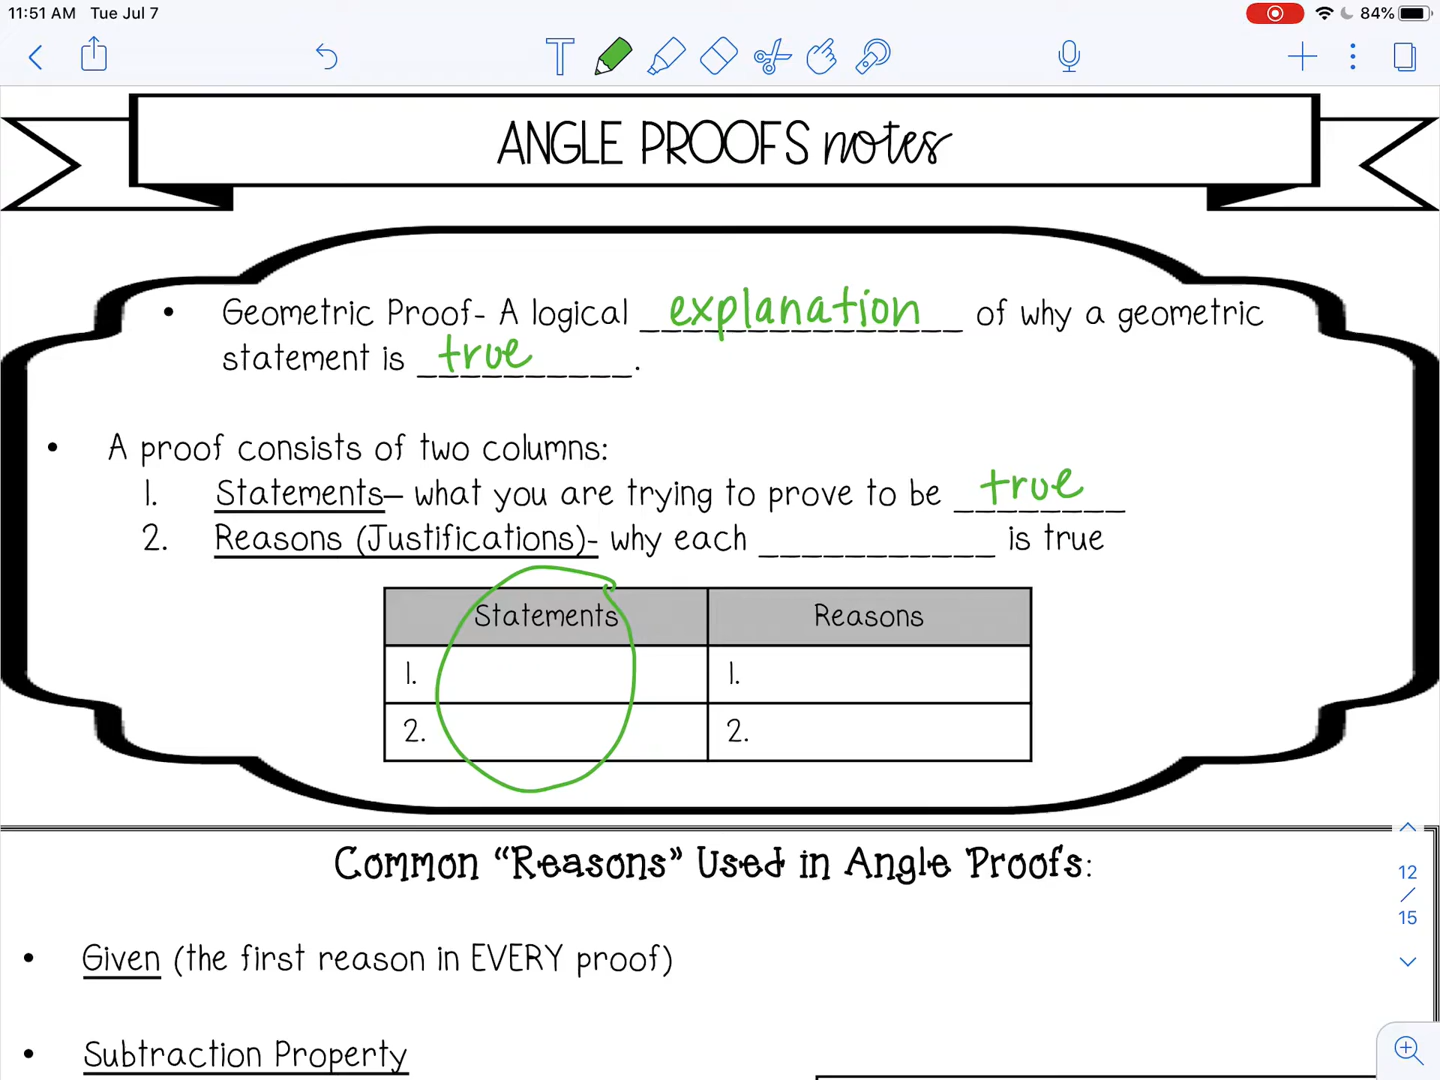 11:51 AM Tue Jul 7 84%
T
ANGLE PROOFS notes
• Geometric Proof- A logical explanation of why a geometric
statement is true.
• A proof consists of two columns:
1. Statements– what you are trying to prove to be true
2. Reasons (Justifications)- why each ___________ is true
Statements Reasons
1. 1.
2. 2.
Common “Reasons” Used in Angle Proofs:
12
/
15
• Given (the first reason in EVERY proof)
• Subtraction Property